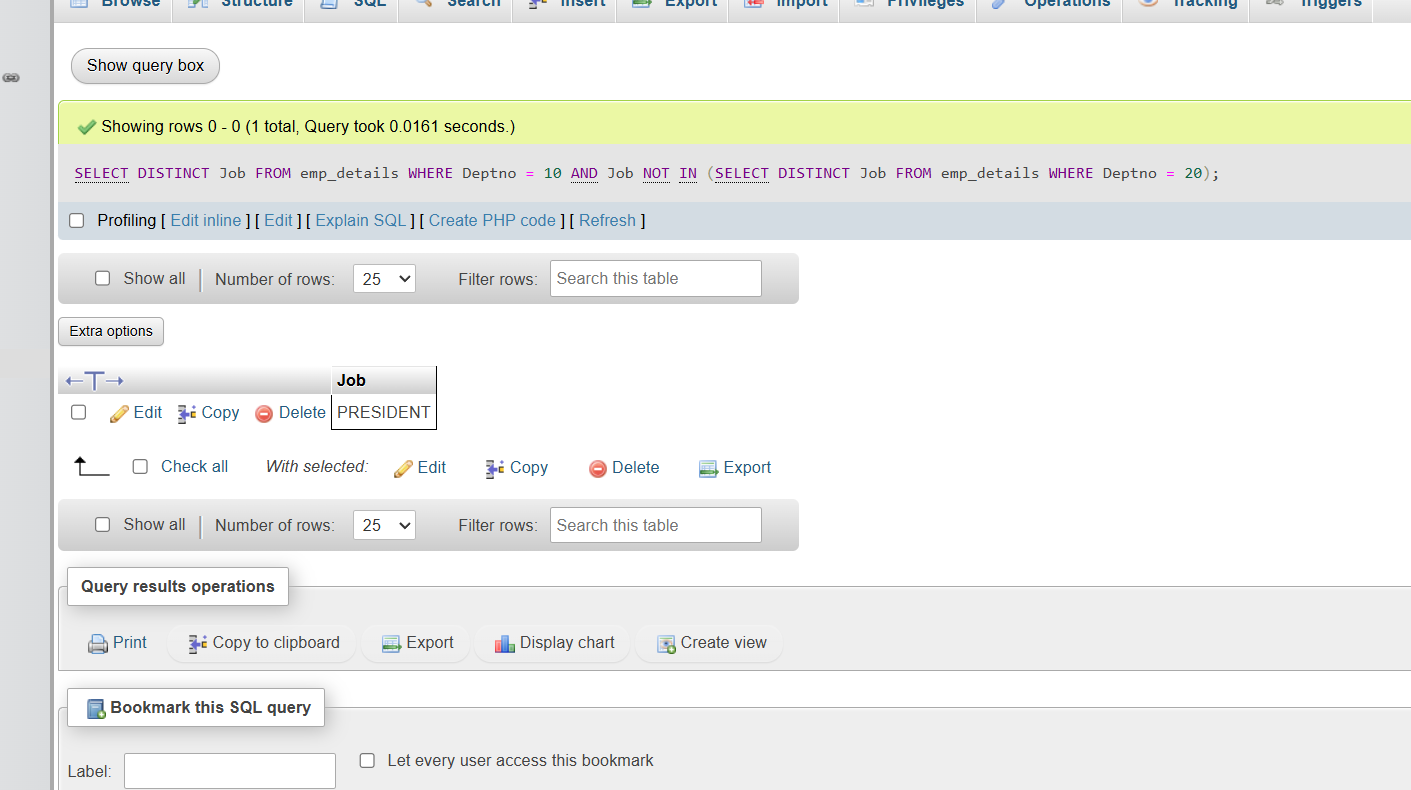 Browse Structure SQL Search Insert Export Import Privileges Operations Tracking Triggers
Show query box
Showing rows 0 - 0 (1 total, Query took 0.0161 seconds.)
SELECT DISTINCT Job FROM emp_details WHERE Deptno = 10 AND Job NOT IN (SELECT DISTINCT Job FROM emp_details WHERE Deptno = 20);
Profiling [ Edit inline ] [ Edit ] [ Explain SQL ] [ Create PHP code ] [ Refresh ]
Show all Number of rows: 25 Filter rows: Search this table
Extra options
←T→ Job
Edit Copy Delete PRESIDENT
Check all With selected: Edit Copy Delete Export
Show all Number of rows: 25 Filter rows: Search this table
Query results operations
Print Copy to clipboard Export Display chart Create view
Bookmark this SQL query
Label: Let every user access this bookmark